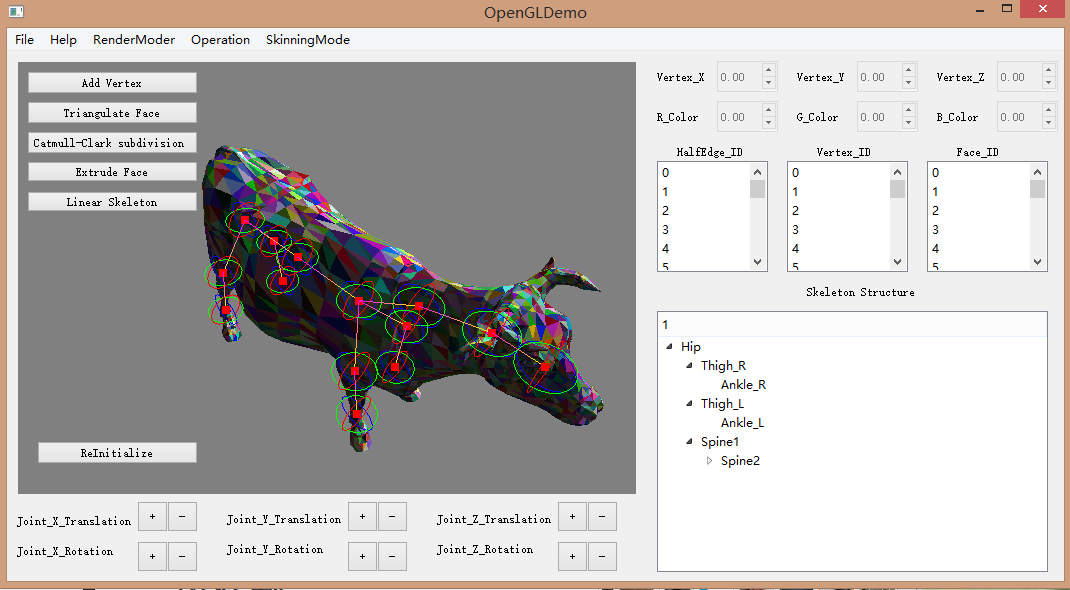 OpenGLDemo
File Help RenderModer Operation SkinningMode
Add Vertex
Triangulate Face
Catmull-Clark subdivision
Extrude Face
Linear Skeleton
ReInitialize
Vertex_X 0.00 Vertex_Y 0.00 Vertex_Z 0.00
R_Color 0.00 G_Color 0.00 B_Color 0.00
HalfEdge_ID Vertex_ID Face_ID
0 0 0
1 1 1
2 2 2
3 3 3
4 4 4
5 5 5
Skeleton Structure
1
Hip
Thigh_R
Ankle_R
Thigh_L
Ankle_L
Spine1
Spine2
Joint_X_Translation + - Joint_Y_Translation + - Joint_Z_Translation + -
Joint_X_Rotation + - Joint_Y_Rotation + - Joint_Z_Rotation + -